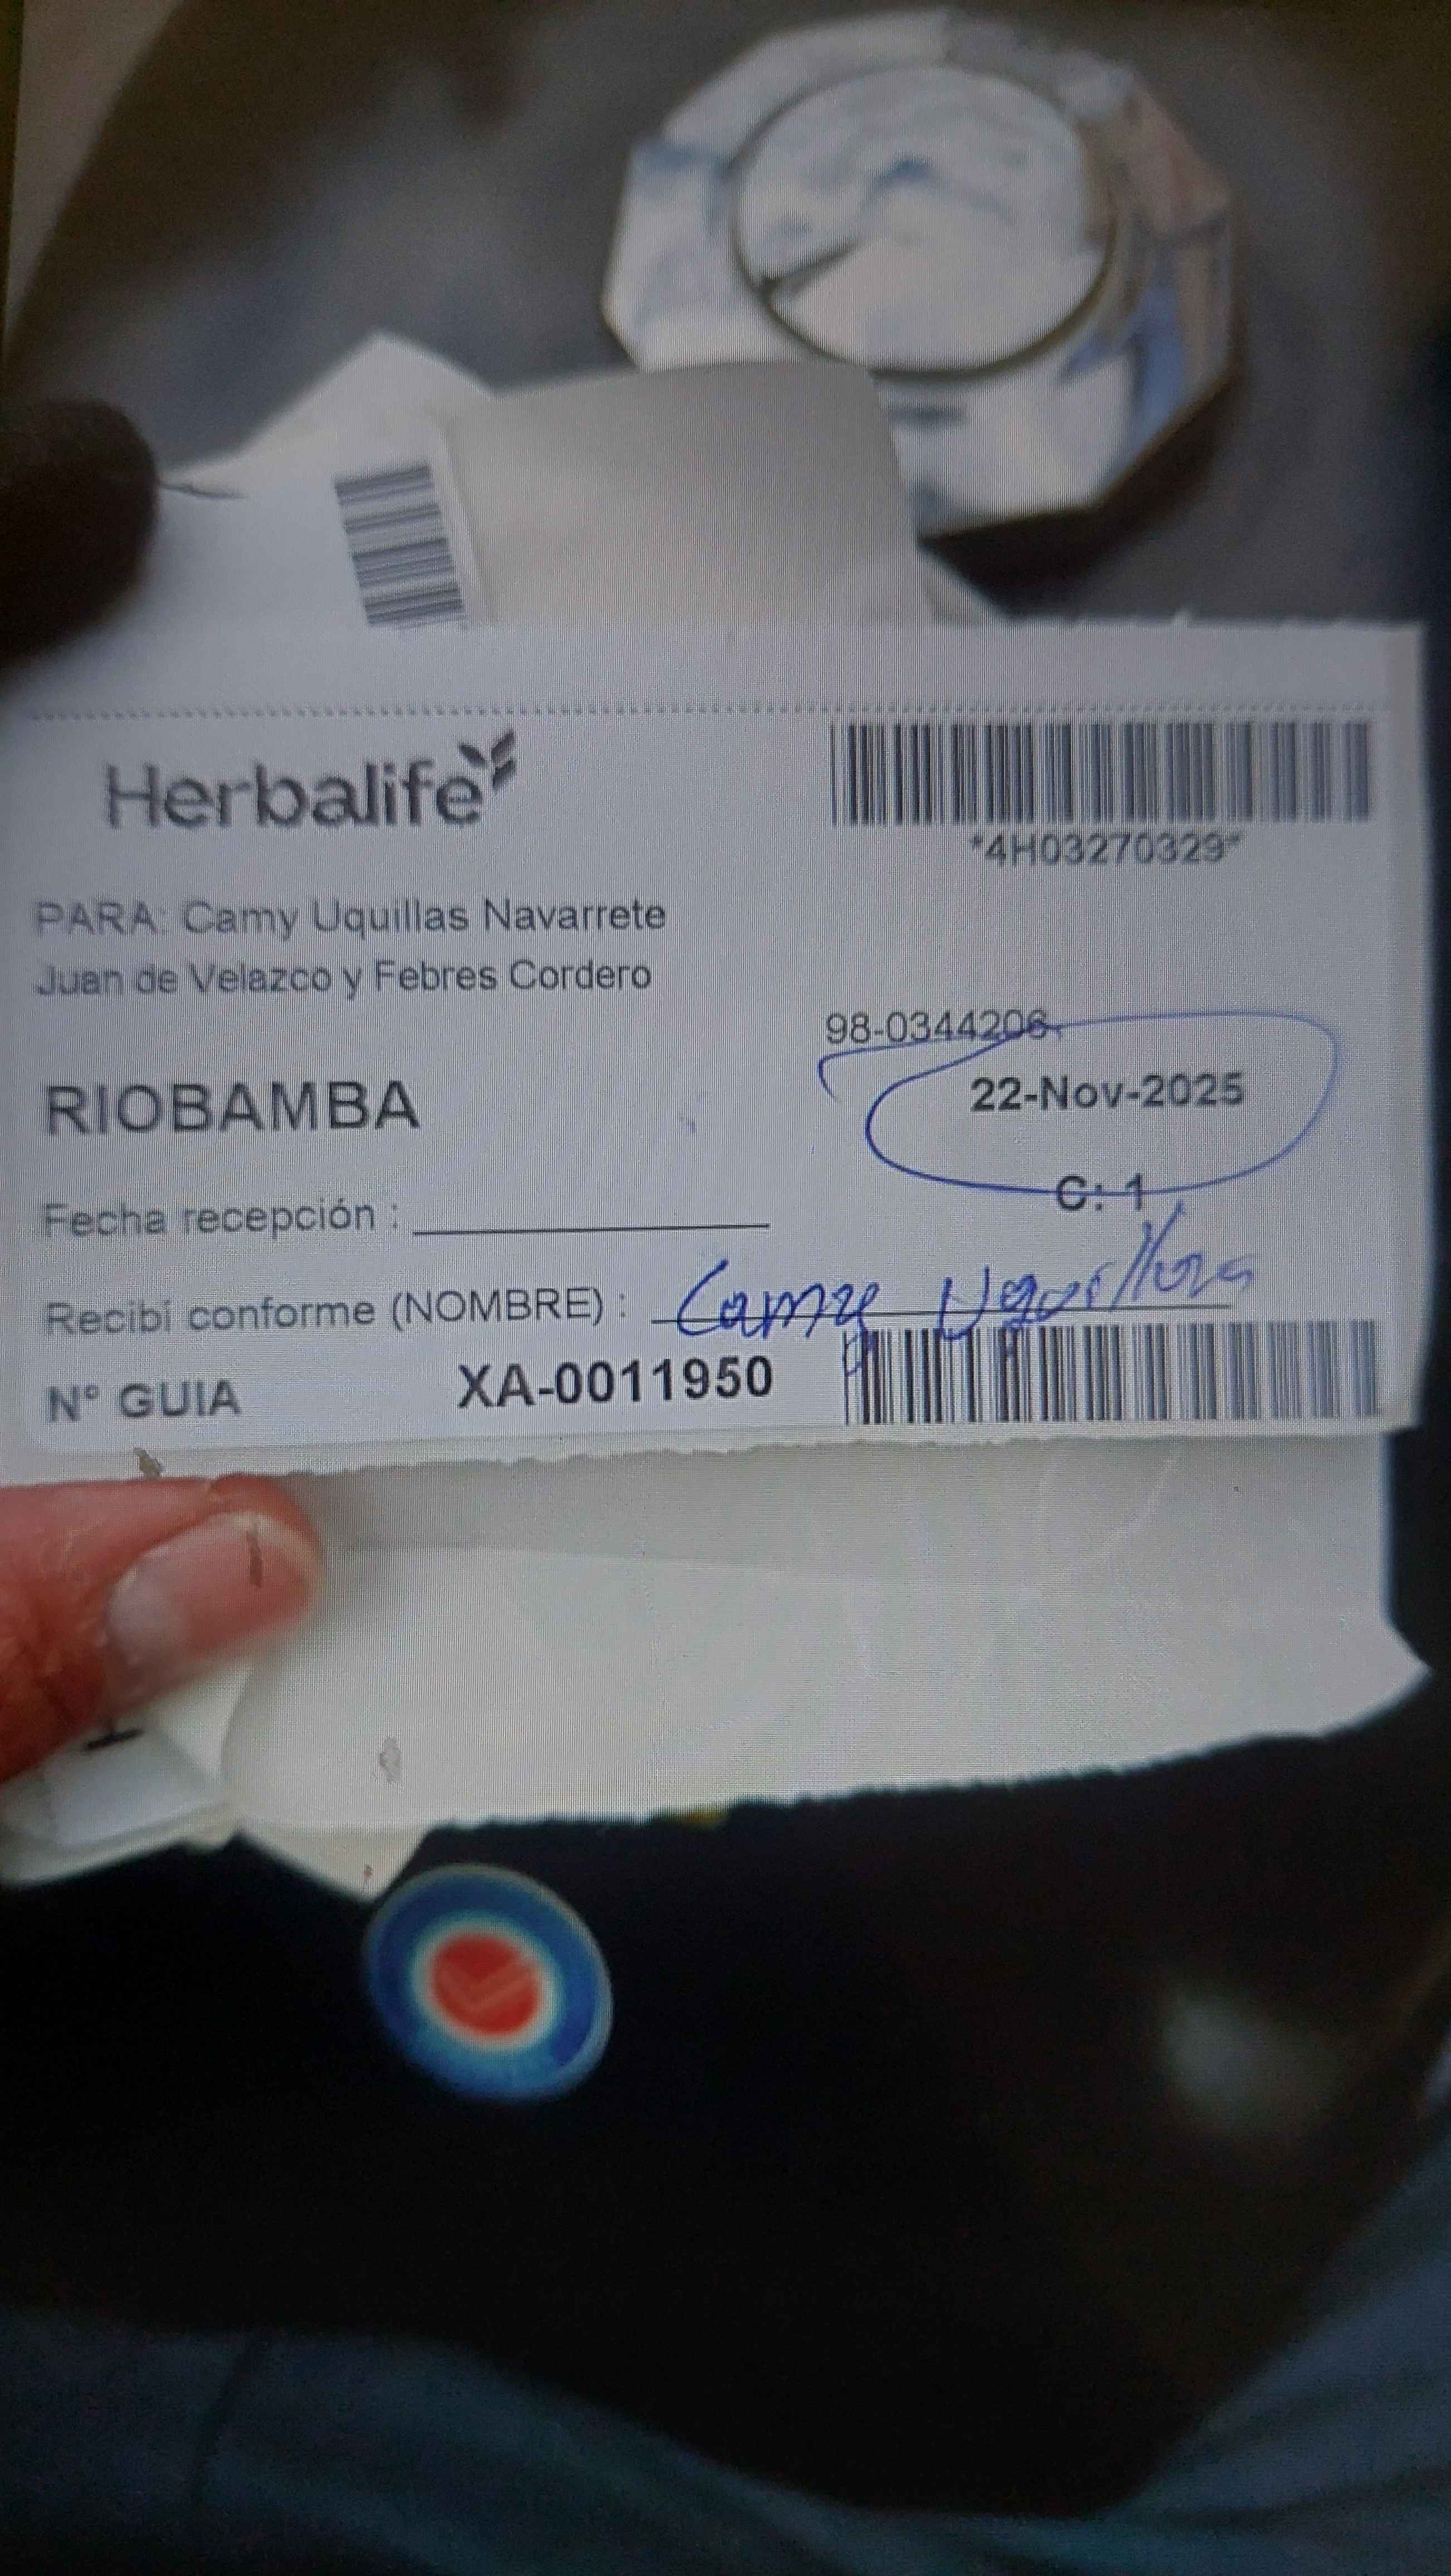 Herbalife
*4H03270329*
PARA: Camy Uquillas Navarrete
Juan de Velazco y Febres Cordero
98-0344206
RIOBAMBA
22-Nov-2025
C: 1
Fecha recepción :
Recibí conforme (NOMBRE) :
N° GUIA XA-0011950